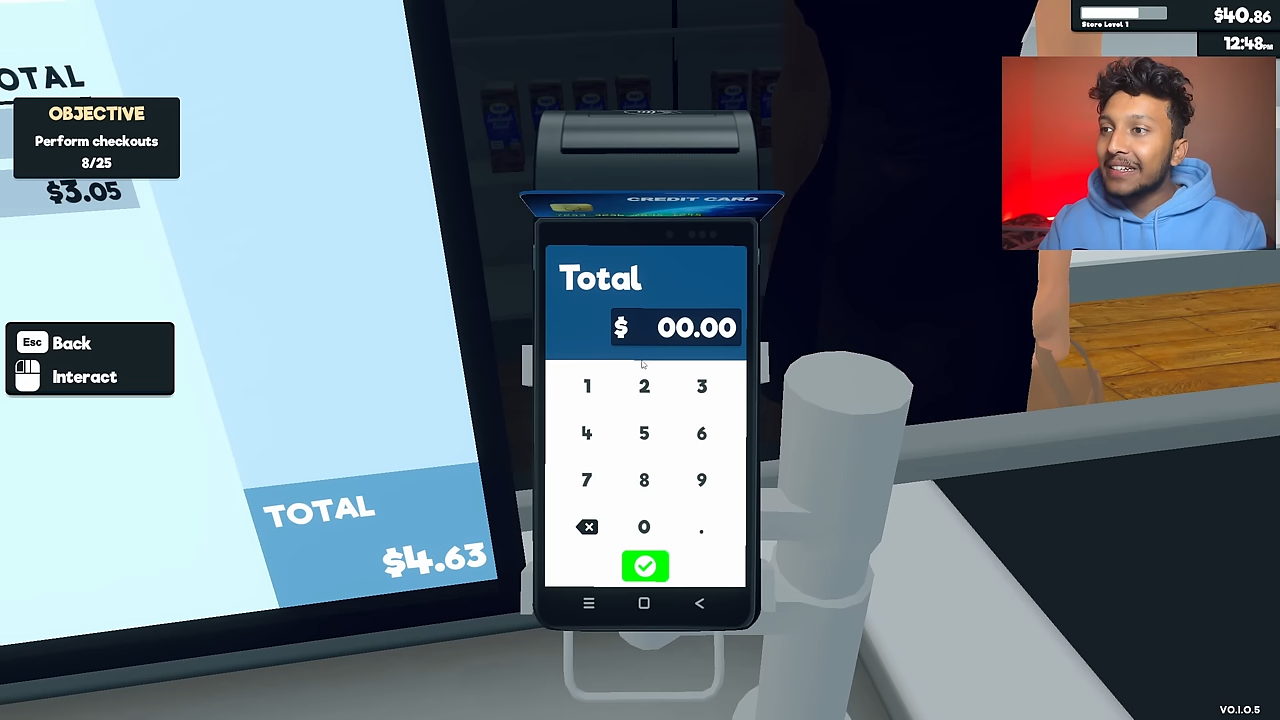 OTAL
OBJECTIVE
Perform checkouts
8/25
$3.05
Esc Back
Interact
TOTAL
$4.63
CREDIT CARD
Total
$ 00.00
1 2 3
4 5 6
7 8 9
0 .
Store Level 1
$40.86
12:48PM
V0.1.0.5